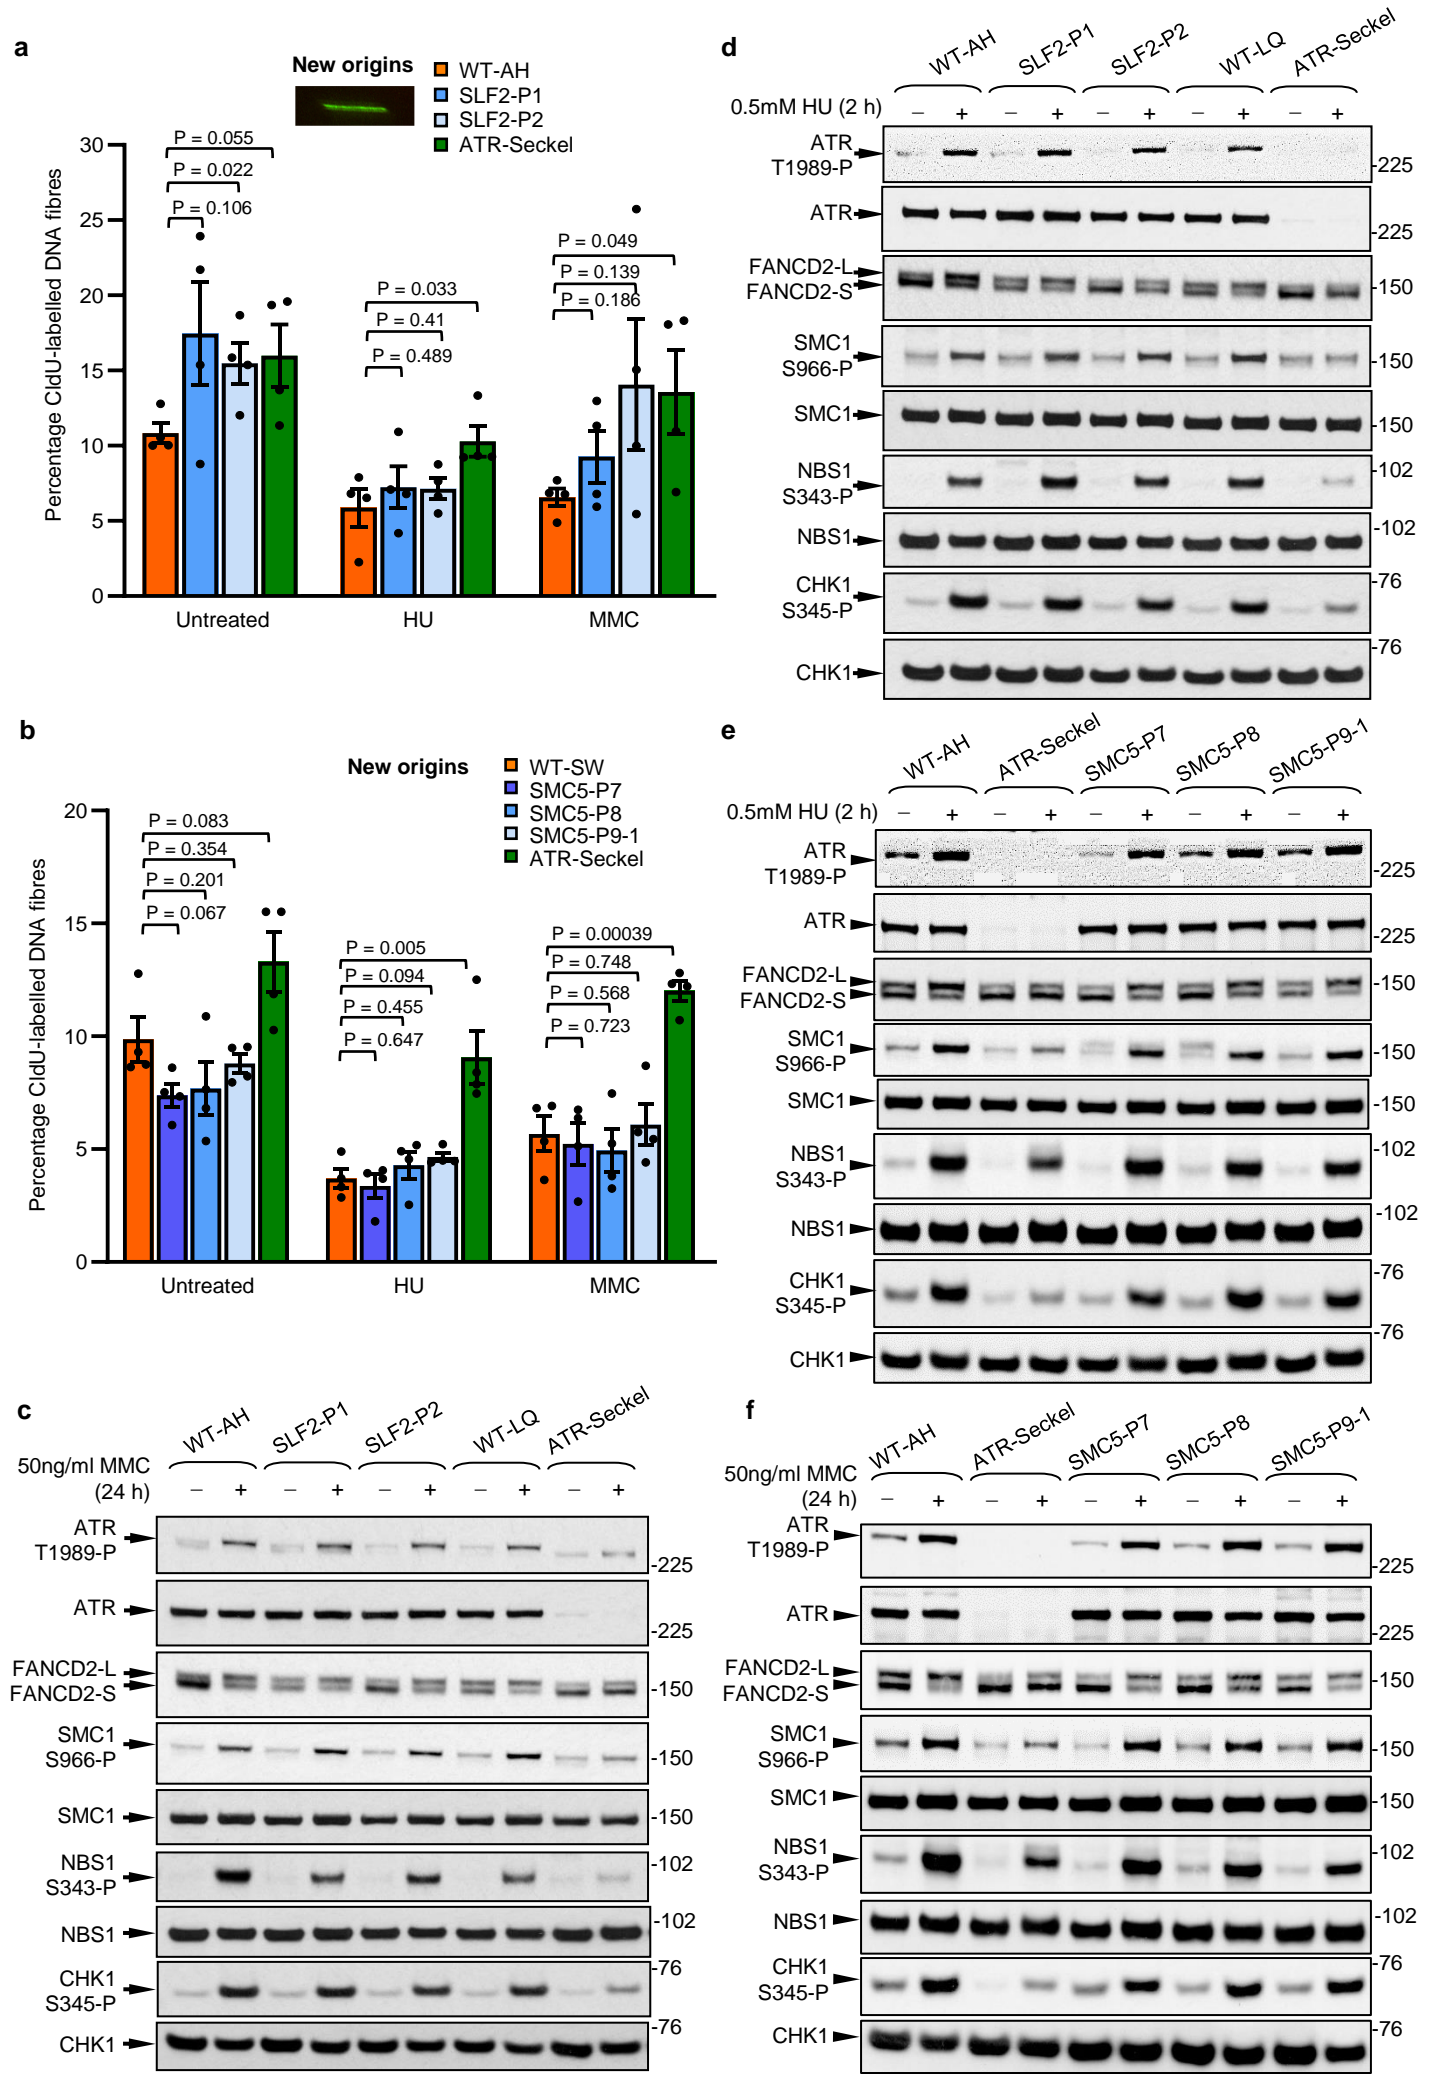 a
New origins
WT-AH
SLF2-P1
SLF2-P2
ATR-Seckel
Percentage CldU-labelled DNA fibres
30
25
20
15
10
5
0
P = 0.055
P = 0.022
P = 0.106
P = 0.033
P = 0.41
P = 0.489
P = 0.049
P = 0.139
P = 0.186
Untreated HU MMC
b
New origins
WT-SW
SMC5-P7
SMC5-P8
SMC5-P9-1
ATR-Seckel
Percentage CldU-labelled DNA fibres
20
15
10
5
0
P = 0.083
P = 0.354
P = 0.201
P = 0.067
P = 0.005
P = 0.094
P = 0.455
P = 0.647
P = 0.00039
P = 0.748
P = 0.568
P = 0.723
Untreated HU MMC
c
WT-AH SLF2-P1 SLF2-P2 WT-LQ ATR-Seckel
50ng/ml MMC
(24 h) – + – + – + – + – +
ATR
T1989-P
-225
ATR
-225
FANCD2-L
FANCD2-S
-150
SMC1
S966-P
-150
SMC1
-150
NBS1
S343-P
-102
NBS1
-102
CHK1
S345-P
-76
CHK1
-76
d
WT-AH SLF2-P1 SLF2-P2 WT-LQ ATR-Seckel
0.5mM HU (2 h) – + – + – + – + – +
ATR
T1989-P
-225
ATR
-225
FANCD2-L
FANCD2-S
-150
SMC1
S966-P
-150
SMC1
-150
NBS1
S343-P
-102
NBS1
-102
CHK1
S345-P
-76
CHK1
-76
e
WT-AH ATR-Seckel SMC5-P7 SMC5-P8 SMC5-P9-1
0.5mM HU (2 h) – + – + – + – + – +
ATR
T1989-P
-225
ATR
-225
FANCD2-L
FANCD2-S
-150
SMC1
S966-P
-150
SMC1
-150
NBS1
S343-P
-102
NBS1
-102
CHK1
S345-P
-76
CHK1
-76
f
WT-AH ATR-Seckel SMC5-P7 SMC5-P8 SMC5-P9-1
50ng/ml MMC
(24 h) – + – + – + – + – +
ATR
T1989-P
-225
ATR
-225
FANCD2-L
FANCD2-S
-150
SMC1
S966-P
-150
SMC1
-150
NBS1
S343-P
-102
NBS1
-102
CHK1
S345-P
-76
CHK1
-76